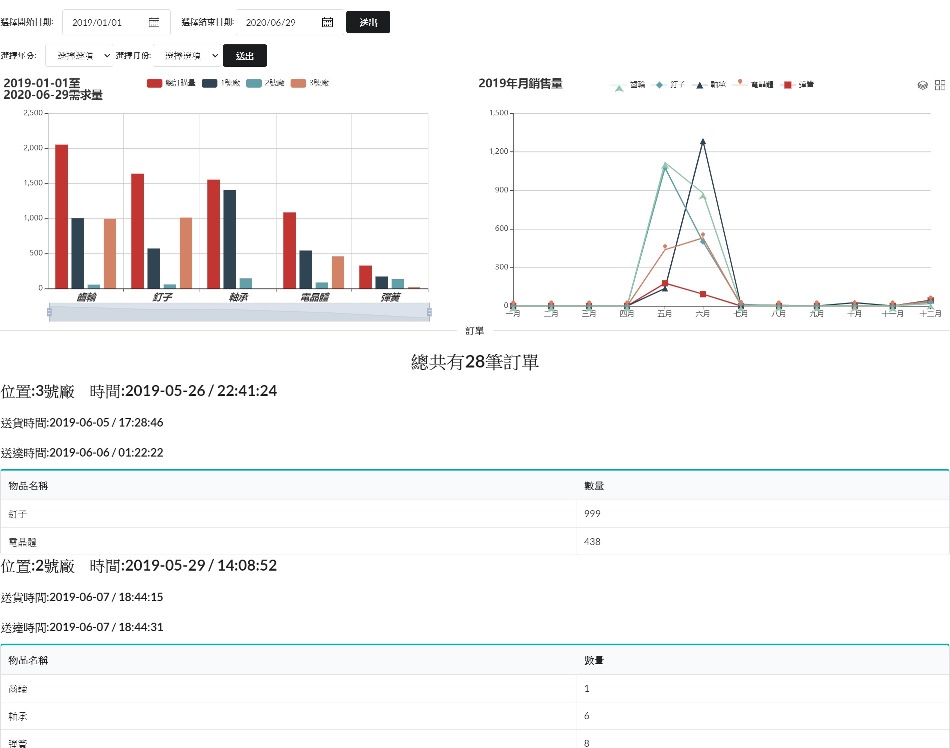 選擇開始日期: 2019/01/01 選擇結束日期: 2020/06/29 送出
選擇年份: 選擇選項 選擇月份: 選擇選項 送出
2019-01-01至
2020-06-29需求量
總訂購量 1號廠 2號廠 3號廠
2,500
2,000
1,500
1,000
500
0
齒輪 釘子 軸承 電晶體 彈簧
2019年月銷售量
齒輪 釘子 軸承 電晶體 彈簧
1,500
1,200
900
600
300
0
一月 二月 三月 四月 五月 六月 七月 八月 九月 十月 十一月 十二月
訂單
總共有28筆訂單
位置:3號廠 時間:2019-05-26 / 22:41:24
送貨時間:2019-06-05 / 17:28:46
送達時間:2019-06-06 / 01:22:22
物品名稱 數量
釘子 999
電晶體 438
位置:2號廠 時間:2019-05-29 / 14:08:52
送貨時間:2019-06-07 / 18:44:15
送達時間:2019-06-07 / 18:44:31
物品名稱 數量
齒輪 1
軸承 6
彈簧 8